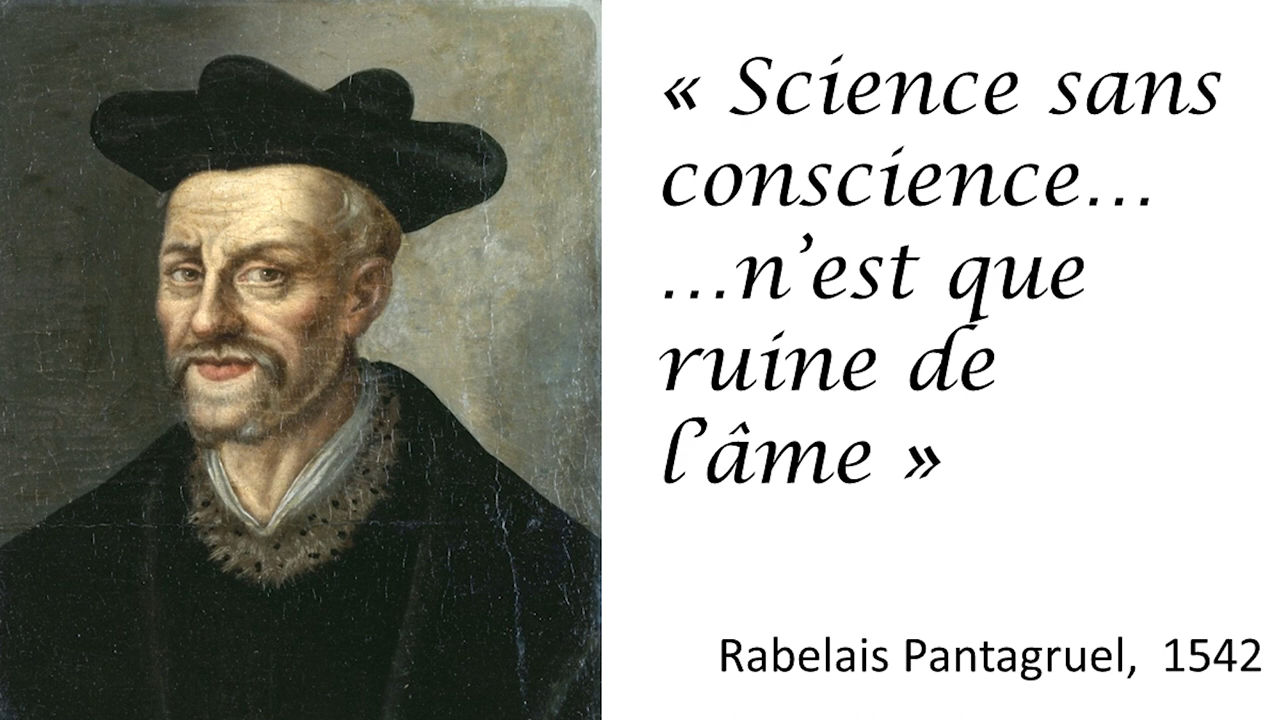 « Science sans
conscience…
…n’est que
ruine de
l’âme »
Rabelais Pantagruel,  1542